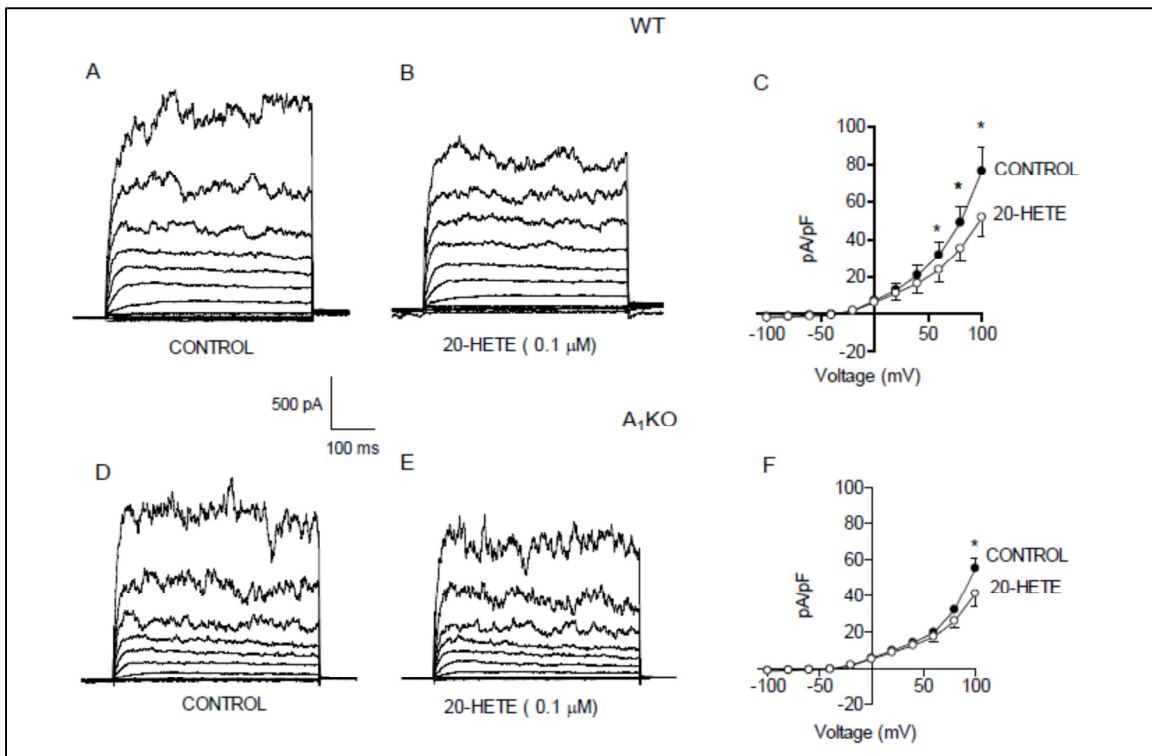 WT
A
B
C
100
80
60
40
20
-20
pA/pF
* * *
CONTROL
20-HETE
-100 -50 50 100
Voltage (mV)
CONTROL
20-HETE ( 0.1 μM)
500 pA
100 ms
A₁KO
D
E
F
100
80
60
40
20
-20
pA/pF
*
CONTROL
20-HETE
-100 -50 50 100
Voltage (mV)
CONTROL
20-HETE ( 0.1 μM)